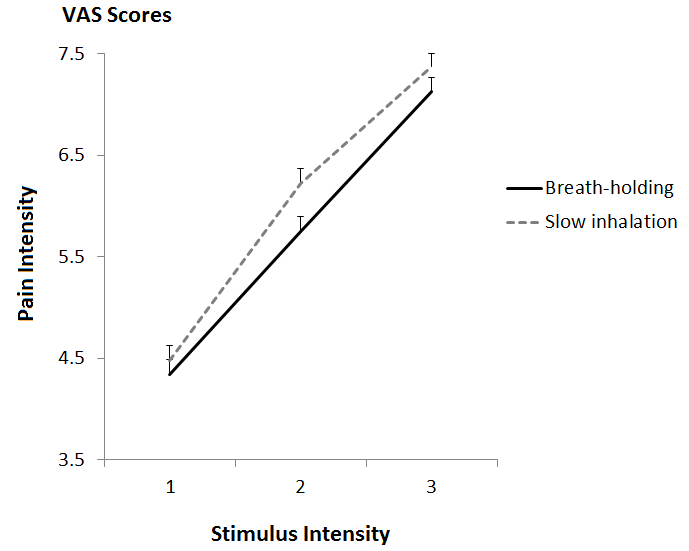 VAS Scores
7.5
6.5
5.5
4.5
3.5
Pain Intensity
1 2 3
Stimulus Intensity
Breath-holding
Slow inhalation